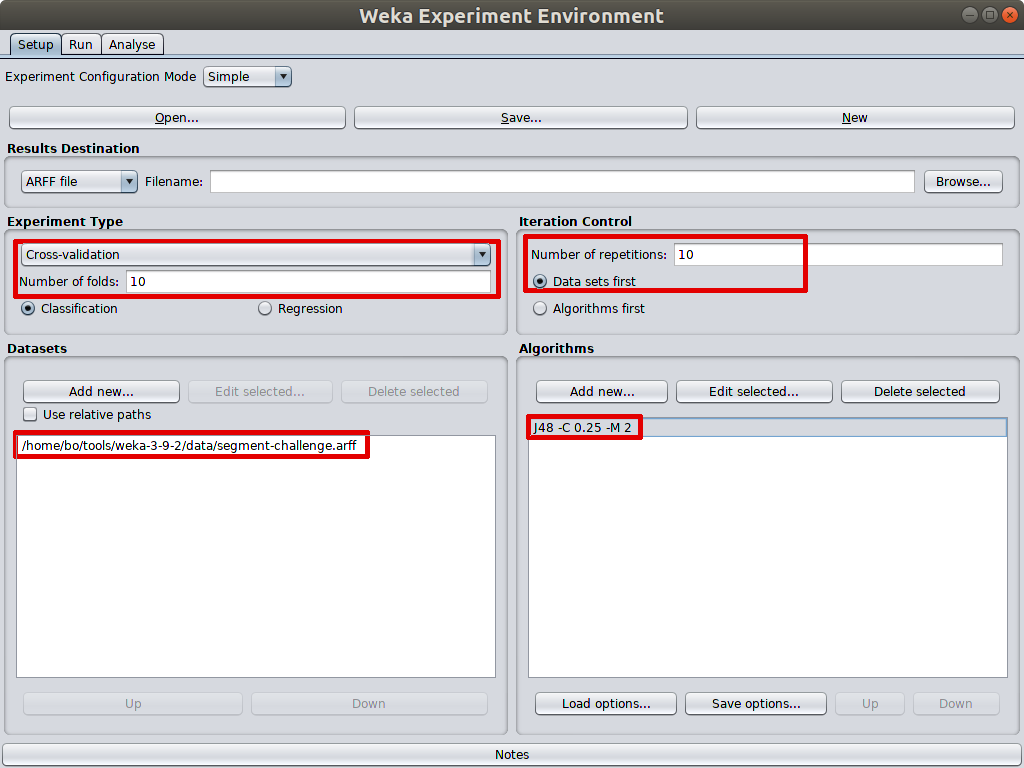 Weka Experiment Environment
Setup Run Analyse
Experiment Configuration Mode Simple
Open... Save... New
Results Destination
ARFF file Filename: Browse...
Experiment Type Iteration Control
Cross-validation Number of repetitions: 10
Number of folds: 10 Data sets first
Classification Regression Algorithms first
Datasets Algorithms
Add new... Edit selected... Delete selected Add new... Edit selected... Delete selected
Use relative paths
/home/bo/tools/weka-3-9-2/data/segment-challenge.arff J48 -C 0.25 -M 2
Up Down Load options... Save options... Up Down
Notes